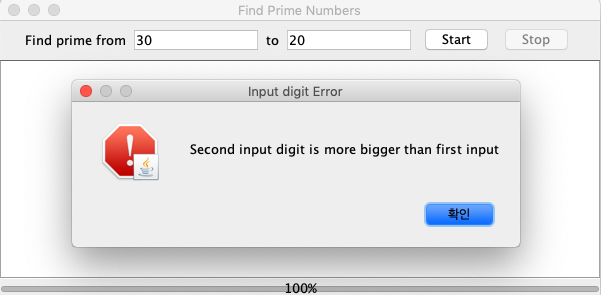 Find Prime Numbers
Find prime from 30 to 20 Start Stop
Input digit Error
Second input digit is more bigger than first input
확인
100%